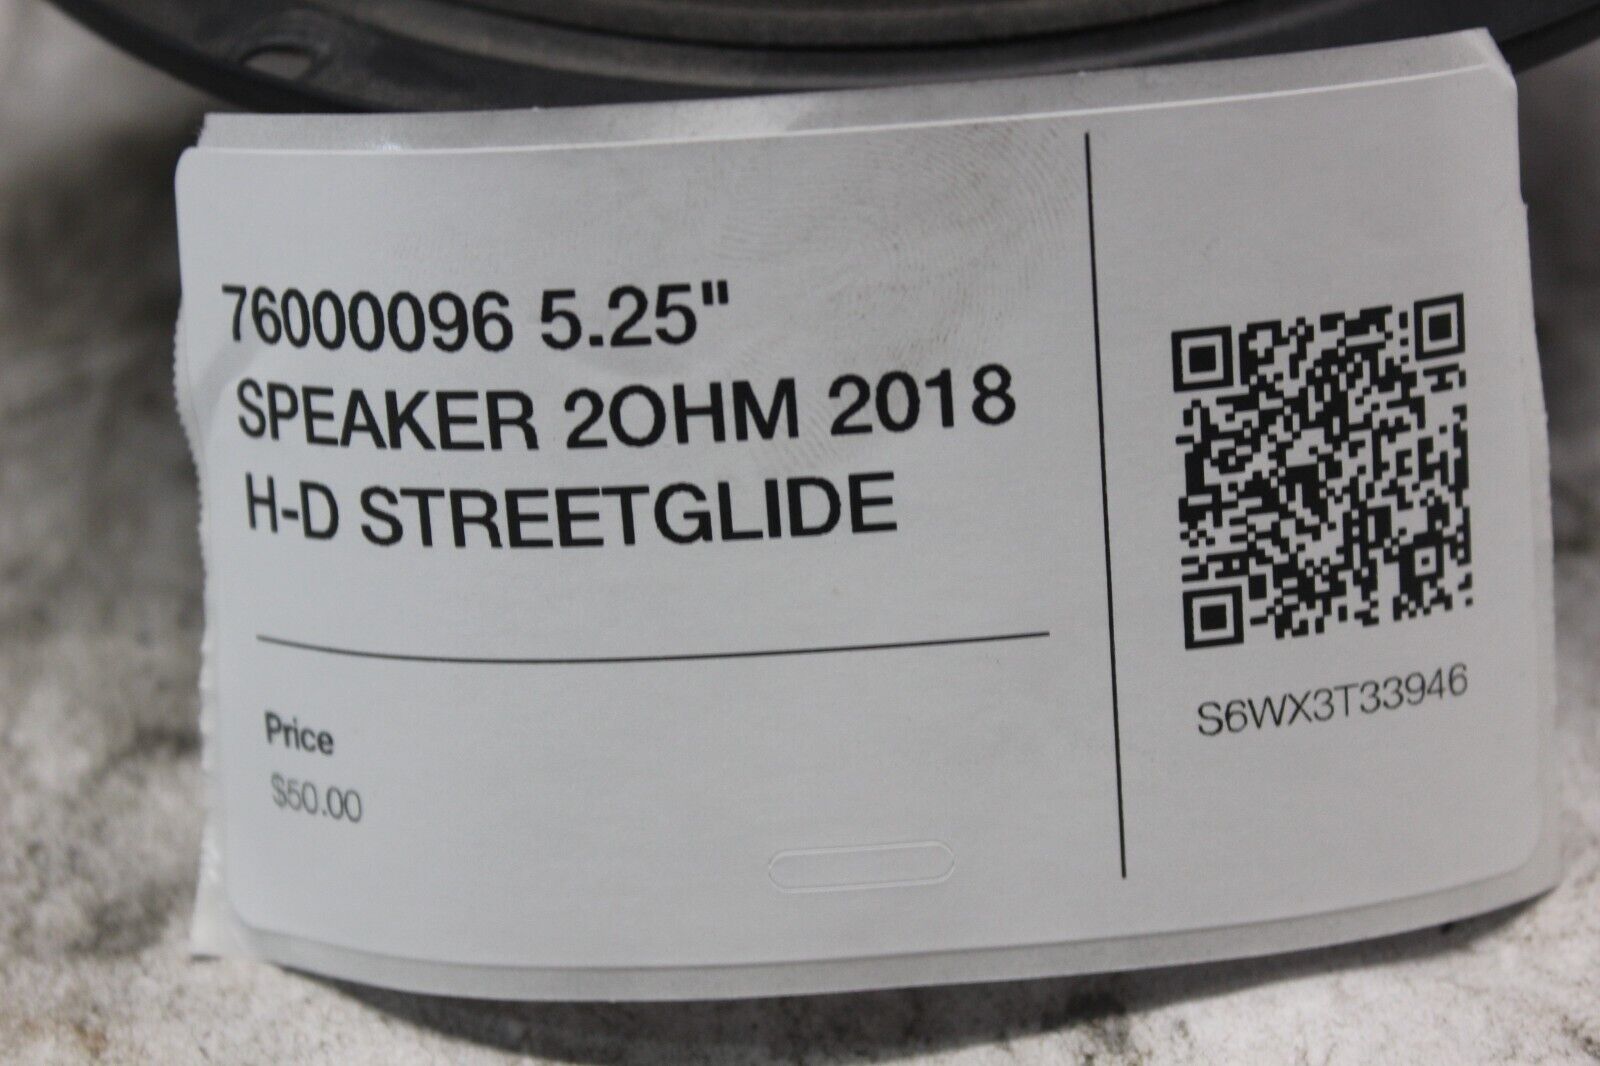 76000096 5.25"
SPEAKER 2OHM 2018
H-D STREETGLIDE
Price
$50.00
S6WX3T33946